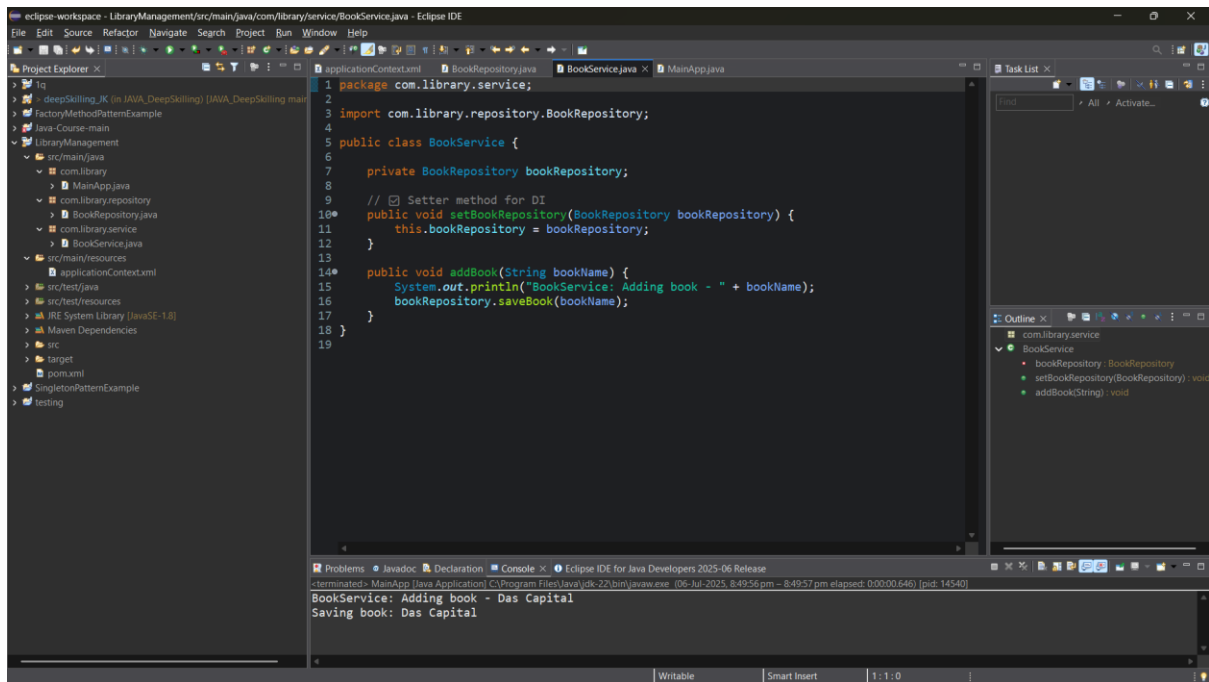 eclipse-workspace - LibraryManagement/src/main/java/com/library/service/BookService.java - Eclipse IDE
File Edit Source Refactor Navigate Search Project Run Window Help
Project Explorer
1q
> deepSkilling_JK (in JAVA_DeepSkilling) [JAVA_DeepSkilling main
FactoryMethodPatternExample
Java-Course-main
LibraryManagement
src/main/java
com.library
MainApp.java
com.library.repository
BookRepository.java
com.library.service
BookService.java
src/main/resources
applicationContext.xml
src/test/java
src/test/resources
JRE System Library [JavaSE-1.8]
Maven Dependencies
src
target
pom.xml
SingletonPatternExample
testing
applicationContext.xml BookRepository.java BookService.java MainApp.java
1 package com.library.service;
2
3 import com.library.repository.BookRepository;
4
5 public class BookService {
6
7 private BookRepository bookRepository;
8
9 // ☑ Setter method for DI
10 public void setBookRepository(BookRepository bookRepository) {
11 this.bookRepository = bookRepository;
12 }
13
14 public void addBook(String bookName) {
15 System.out.println("BookService: Adding book - " + bookName);
16 bookRepository.saveBook(bookName);
17 }
18 }
19
Task List
Find All Activate...
Outline
com.library.service
BookService
bookRepository : BookRepository
setBookRepository(BookRepository) : void
addBook(String) : void
Problems Javadoc Declaration Console Eclipse IDE for Java Developers 2025-06 Release
<terminated> MainApp [Java Application] C:\Program Files\Java\jdk-22\bin\javaw.exe (06-Jul-2025, 8:49:56 pm – 8:49:57 pm elapsed: 0:00:00.646) [pid: 14540]
BookService: Adding book - Das Capital
Saving book: Das Capital
Writable Smart Insert 1 : 1 : 0